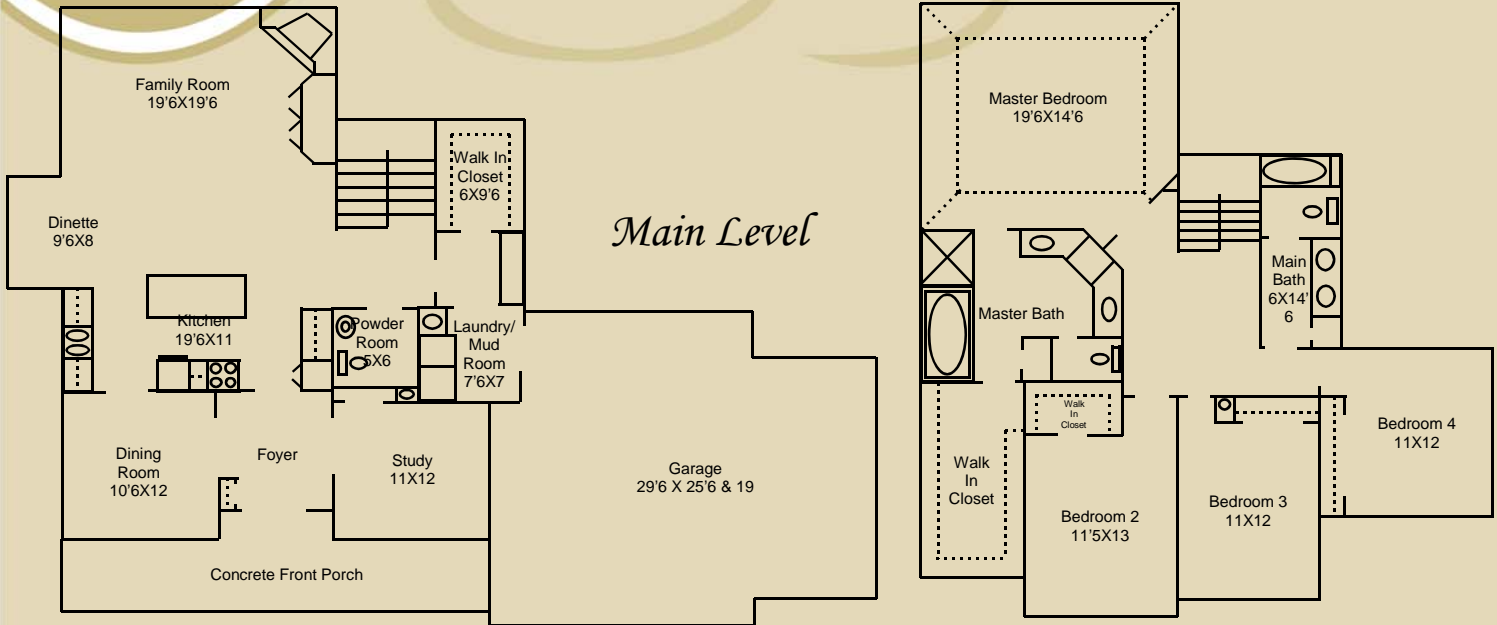 Family Room
19'6X19'6
Walk In
Closet
6X9'6
Dinette
9'6X8
Main Level
Kitchen
19'6X11
Powder
Room
5X6
Laundry/
Mud
Room
7'6X7
Dining
Room
10'6X12
Foyer
Study
11X12
Garage
29'6 X 25'6 & 19
Concrete Front Porch
Master Bedroom
19'6X14'6
Main
Bath
6X14'
6
Master Bath
Walk
In
Closet
Walk
In
Closet
Bedroom 2
11'5X13
Bedroom 3
11X12
Bedroom 4
11X12